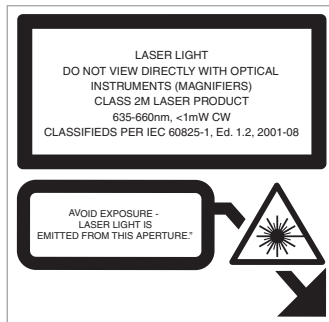 LASER LIGHT
DO NOT VIEW DIRECTLY WITH OPTICAL
INSTRUMENTS (MAGNIFIERS)
CLASS 2M LASER PRODUCT
635-660nm, <1mW CW
CLASSIFIEDS PER IEC 60825-1, Ed. 1.2, 2001-08
AVOID EXPOSURE -
LASER LIGHT IS
EMITTED FROM THIS APERTURE."